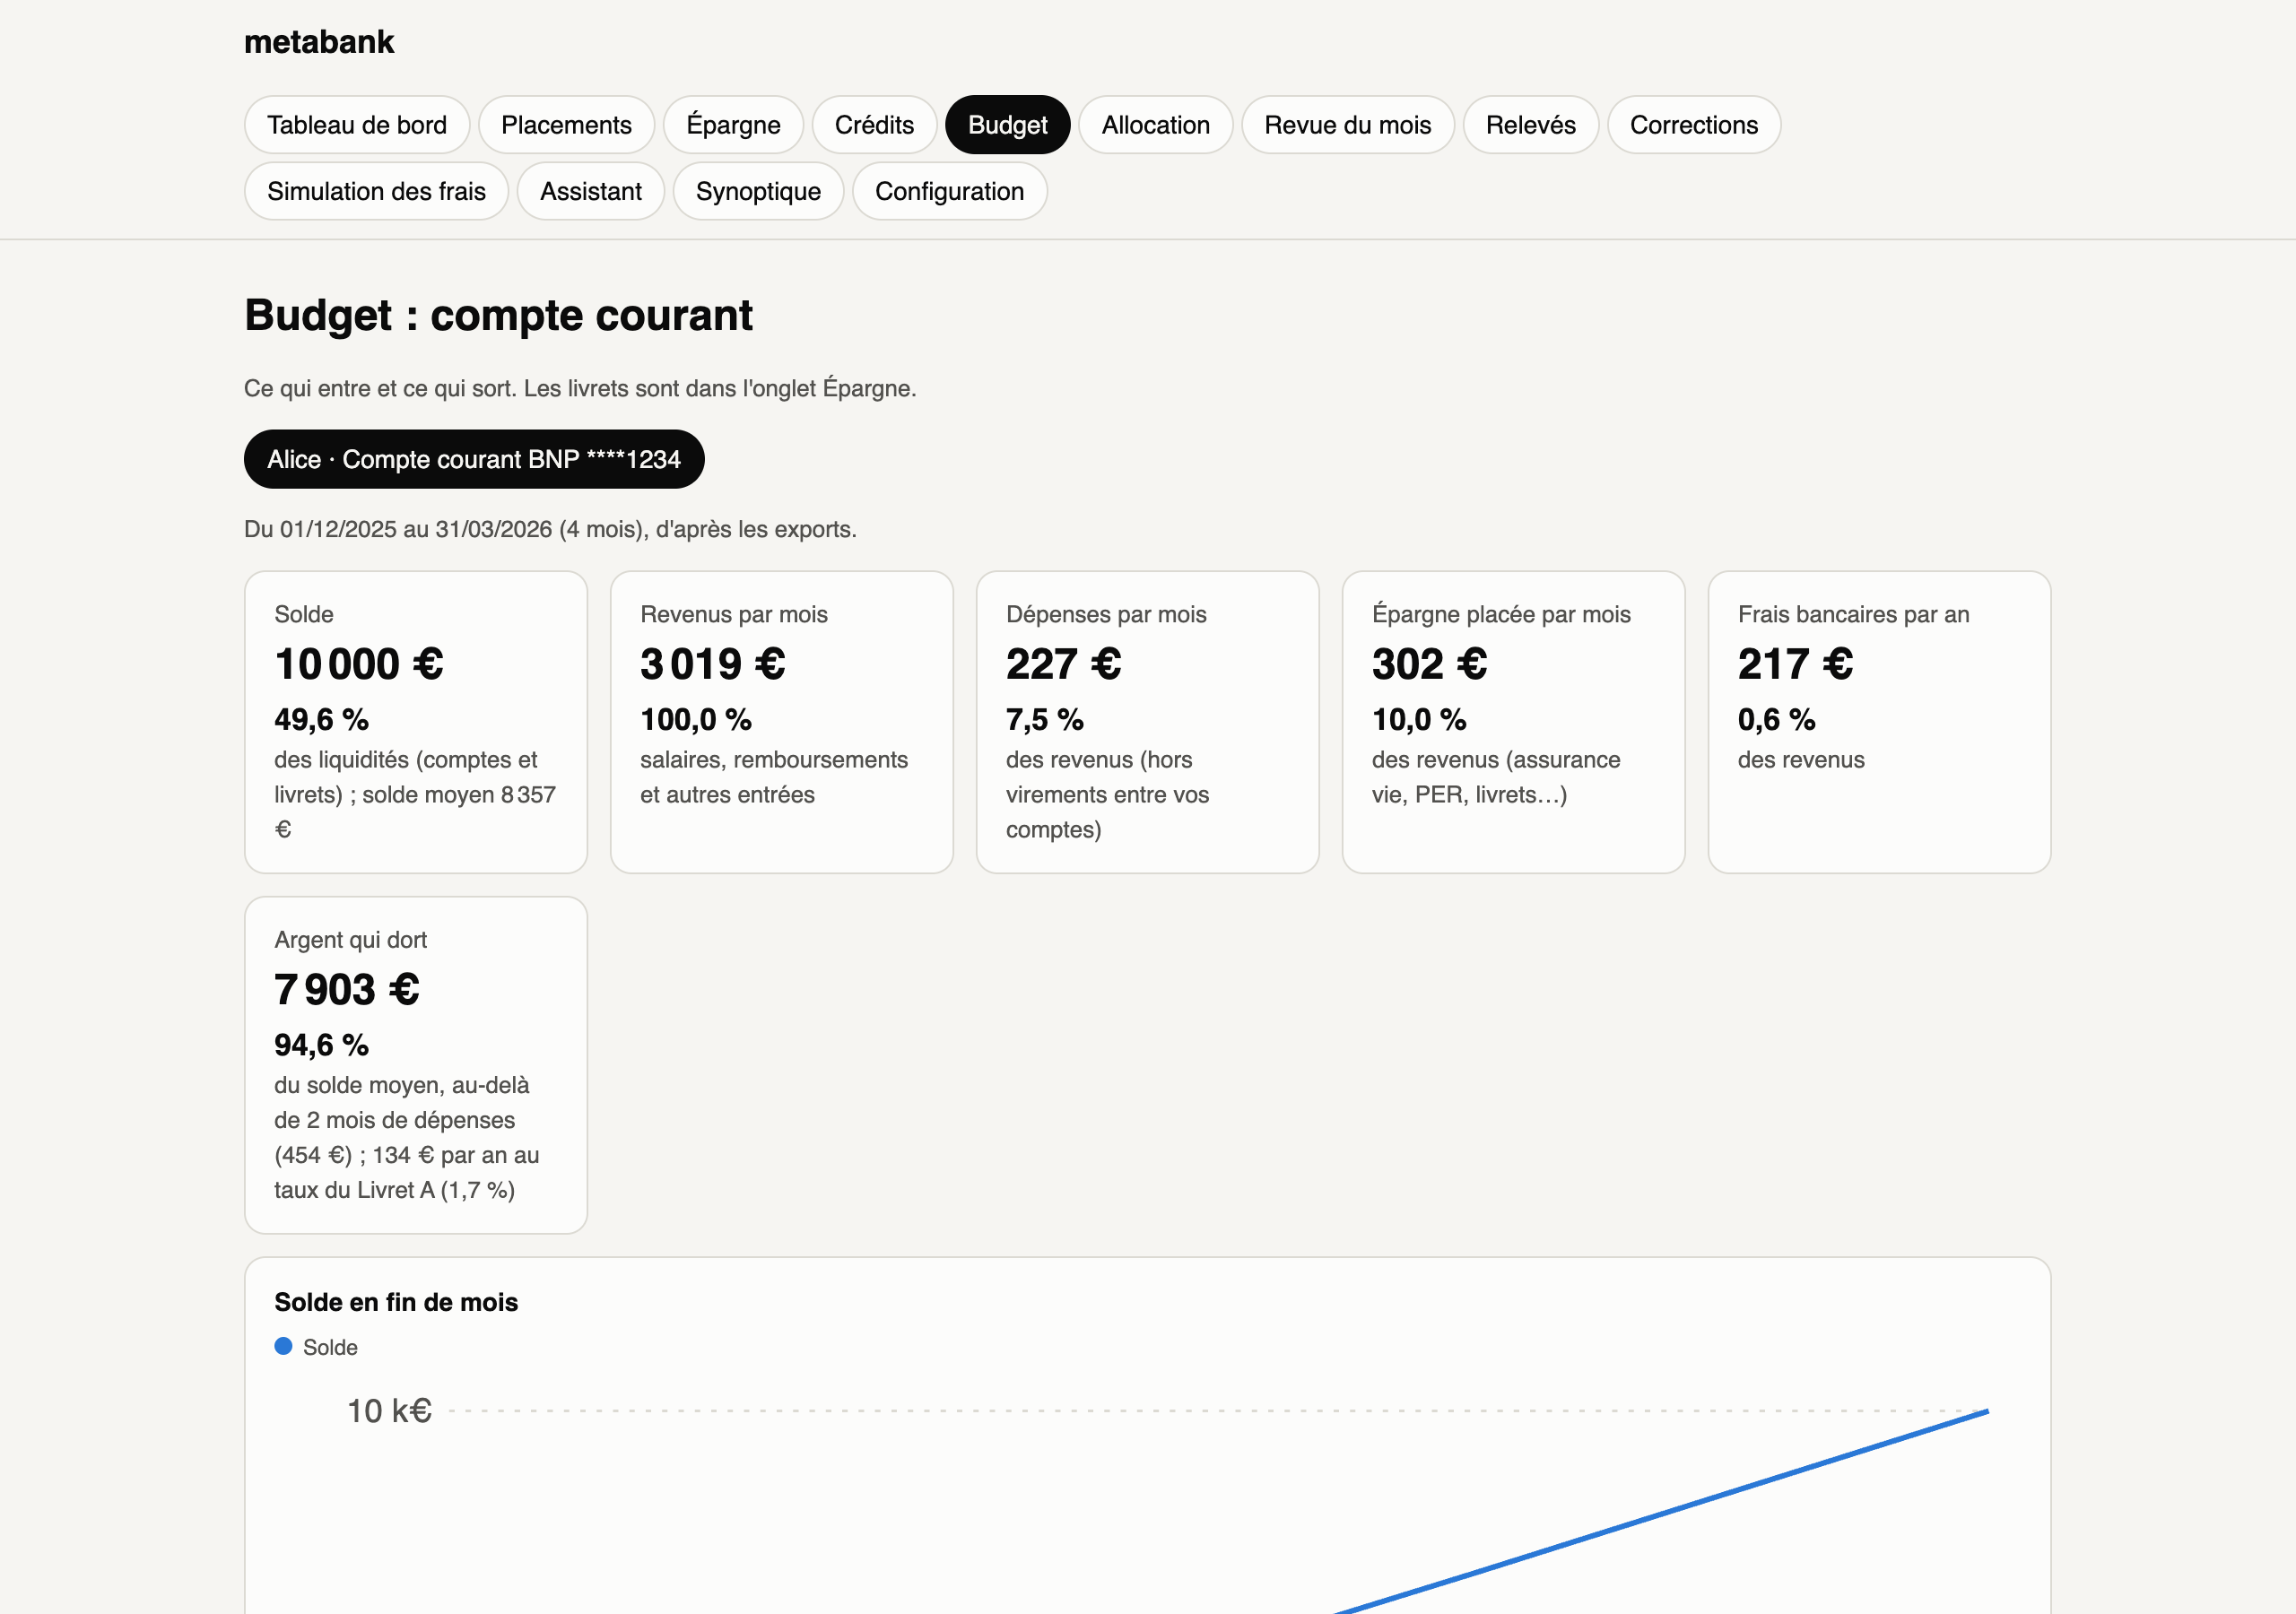 metabank
Tableau de bord Placements Épargne Crédits Budget Allocation Revue du mois Relevés Corrections
Simulation des frais Assistant Synoptique Configuration
Budget : compte courant
Ce qui entre et ce qui sort. Les livrets sont dans l'onglet Épargne.
Alice · Compte courant BNP ****1234
Du 01/12/2025 au 31/03/2026 (4 mois), d'après les exports.
Solde
10 000 €
49,6 %
des liquidités (comptes et
livrets) ; solde moyen 8 357
€
Revenus par mois
3 019 €
100,0 %
salaires, remboursements
et autres entrées
Dépenses par mois
227 €
7,5 %
des revenus (hors
virements entre vos
comptes)
Épargne placée par mois
302 €
10,0 %
des revenus (assurance
vie, PER, livrets…)
Frais bancaires par an
217 €
0,6 %
des revenus
Argent qui dort
7 903 €
94,6 %
du solde moyen, au-delà
de 2 mois de dépenses
(454 €) ; 134 € par an au
taux du Livret A (1,7 %)
Solde en fin de mois
Solde
10 k€